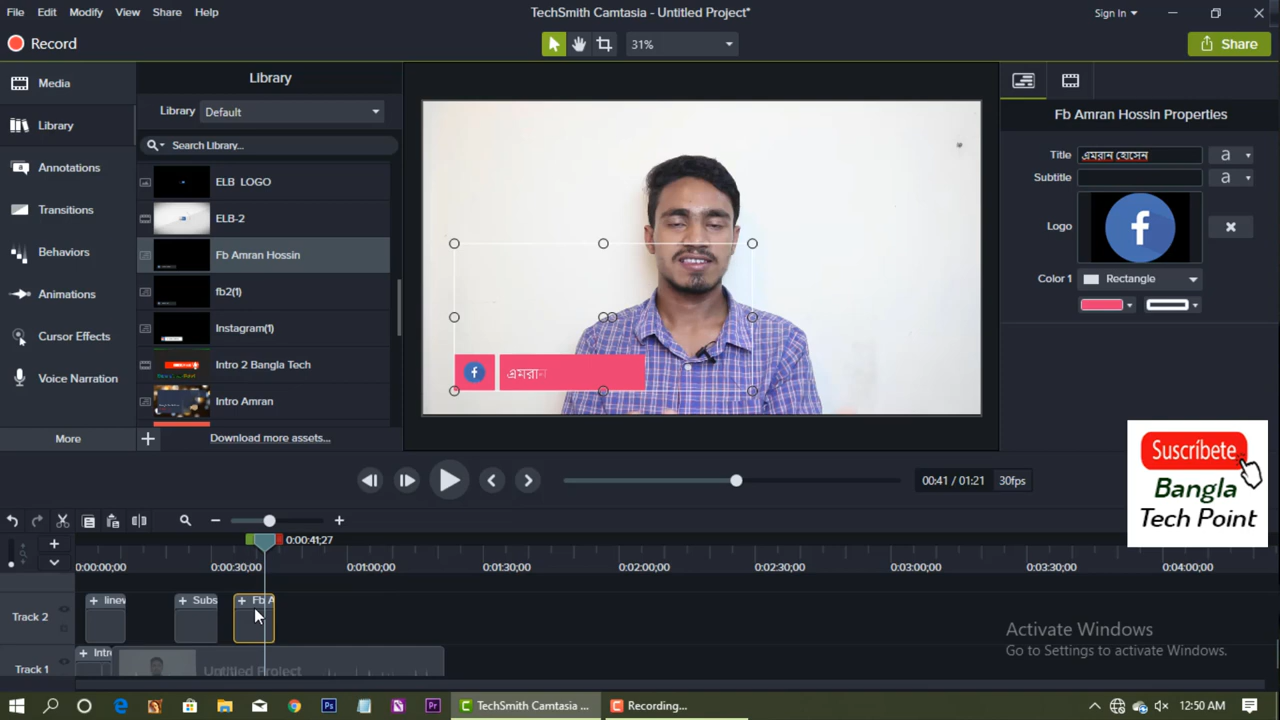 File Edit Modify View Share Help
TechSmith Camtasia - Untitled Project*
Sign In
Record
31%
Share
Media
Library
Annotations
Transitions
Behaviors
Animations
Cursor Effects
Voice Narration
More
Library
Library Default
Search Library...
ELB LOGO
ELB-2
Fb Amran Hossin
fb2(1)
Instagram(1)
Intro 2 Bangla Tech
Intro Amran
Download more assets...
এমরান
Fb Amran Hossin Properties
Title এমরান হোসেন a
Subtitle a
Logo
Color 1 Rectangle
00:41 / 01:21 30fps
Suscríbete
Bangla
Tech Point
0:00:41;27
0:00:00;00 0:00:30;00 0:01:00;00 0:01:30;00 0:02:00;00 0:02:30;00 0:03:00;00 0:03:30;00 0:04:00;00
Track 2 + linev + Subs + Fb A
Track 1 + Intro Untitled Project
Activate Windows
Go to Settings to activate Windows.
TechSmith Camtasia ... Recording... 12:50 AM